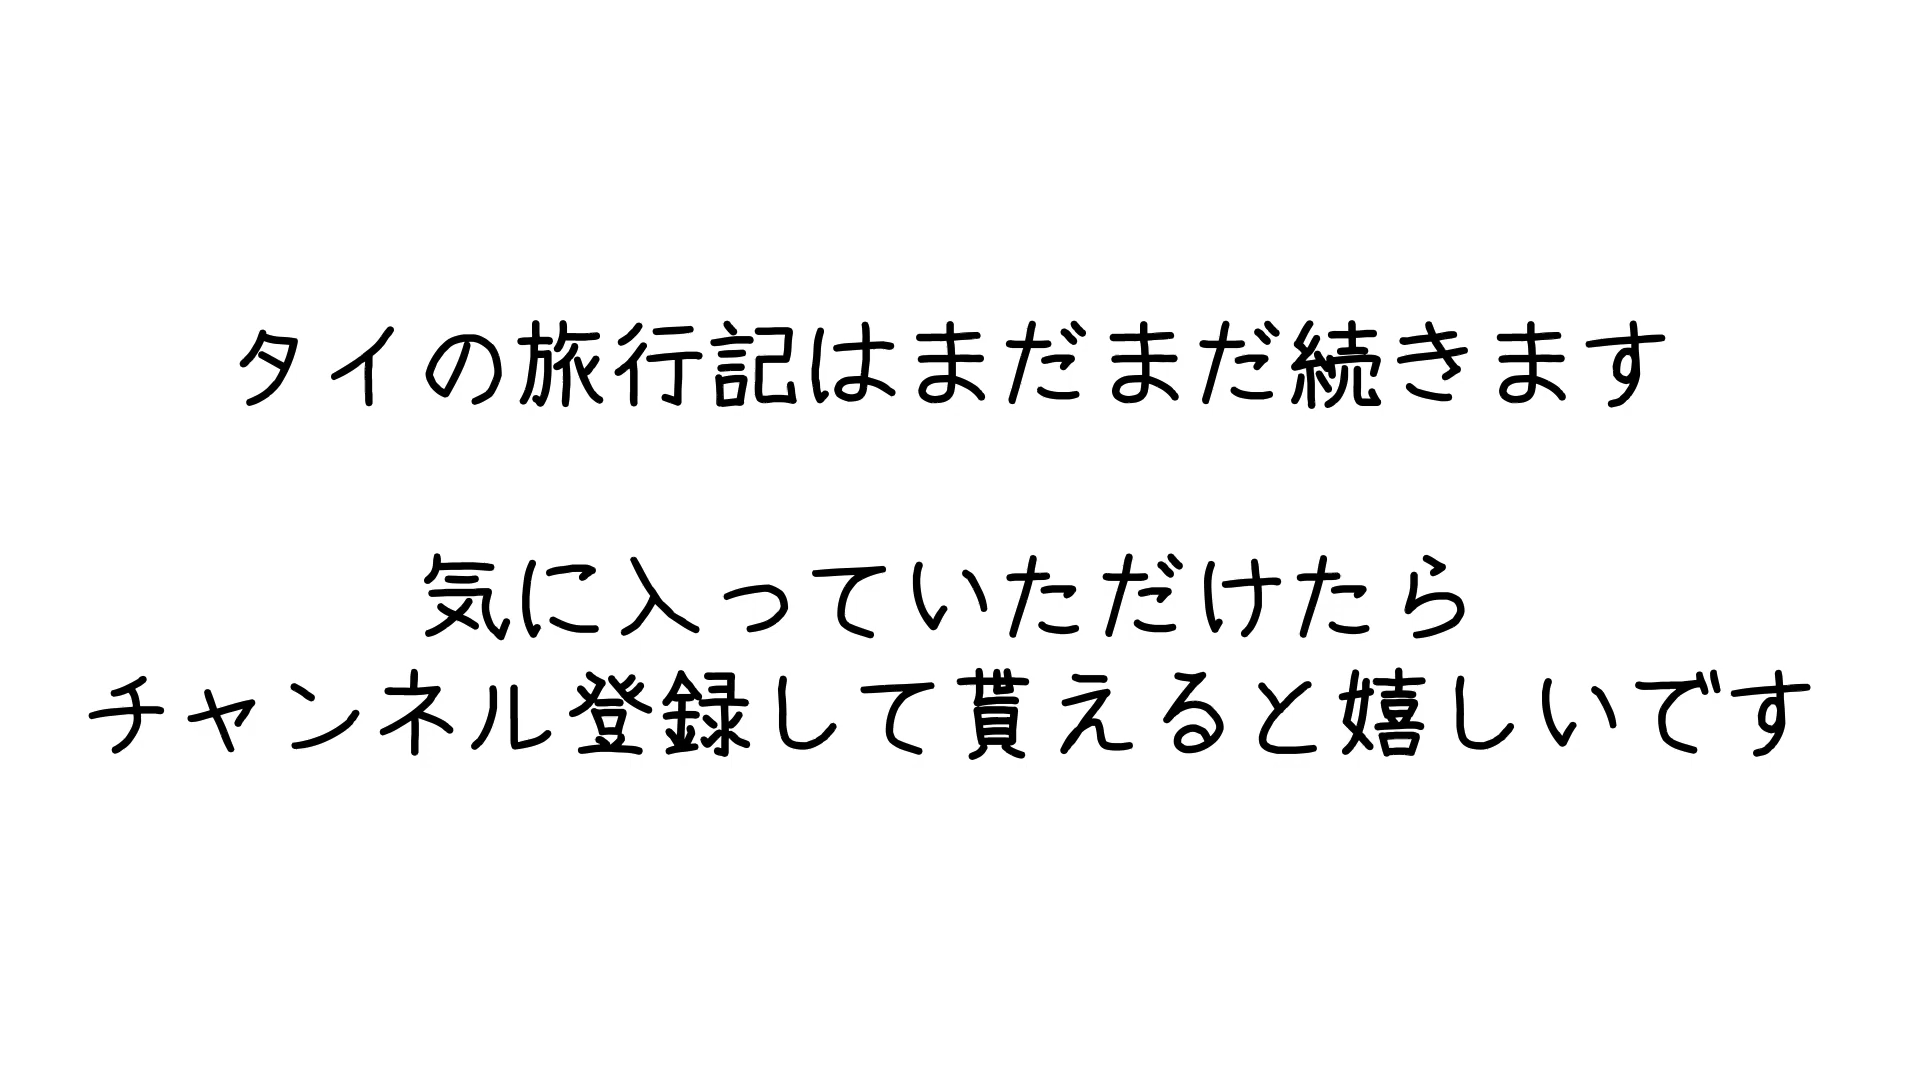 タイの旅行記はまだまだ続きます
気に入っていただけたら
チャンネル登録して貰えると嬉しいです